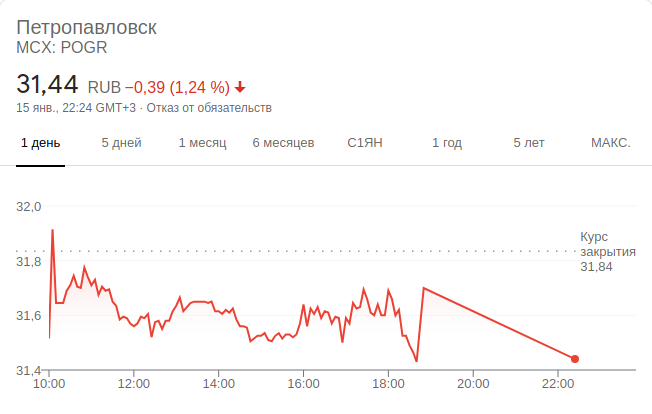 Петропавловск
MCX: POGR
31,44 RUB −0,39 (1,24 %)
15 янв., 22:24 GMT+3 · Отказ от обязательств
1 день 5 дней 1 месяц 6 месяцев С1ЯН 1 год 5 лет МАКС.
32,0
Курс
закрытия
31,84
31,8
31,6
31,4
10:00 12:00 14:00 16:00 18:00 20:00 22:00